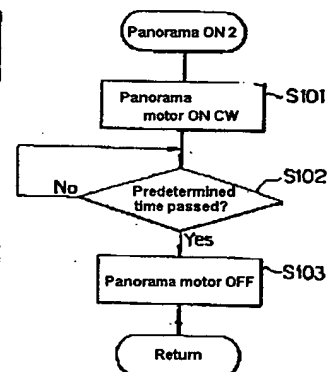 Panorama ON 2
Panorama
motor ON CW
S101
Predetermined
time passed?
S102
No
Yes
Panorama motor OFF
S103
Return